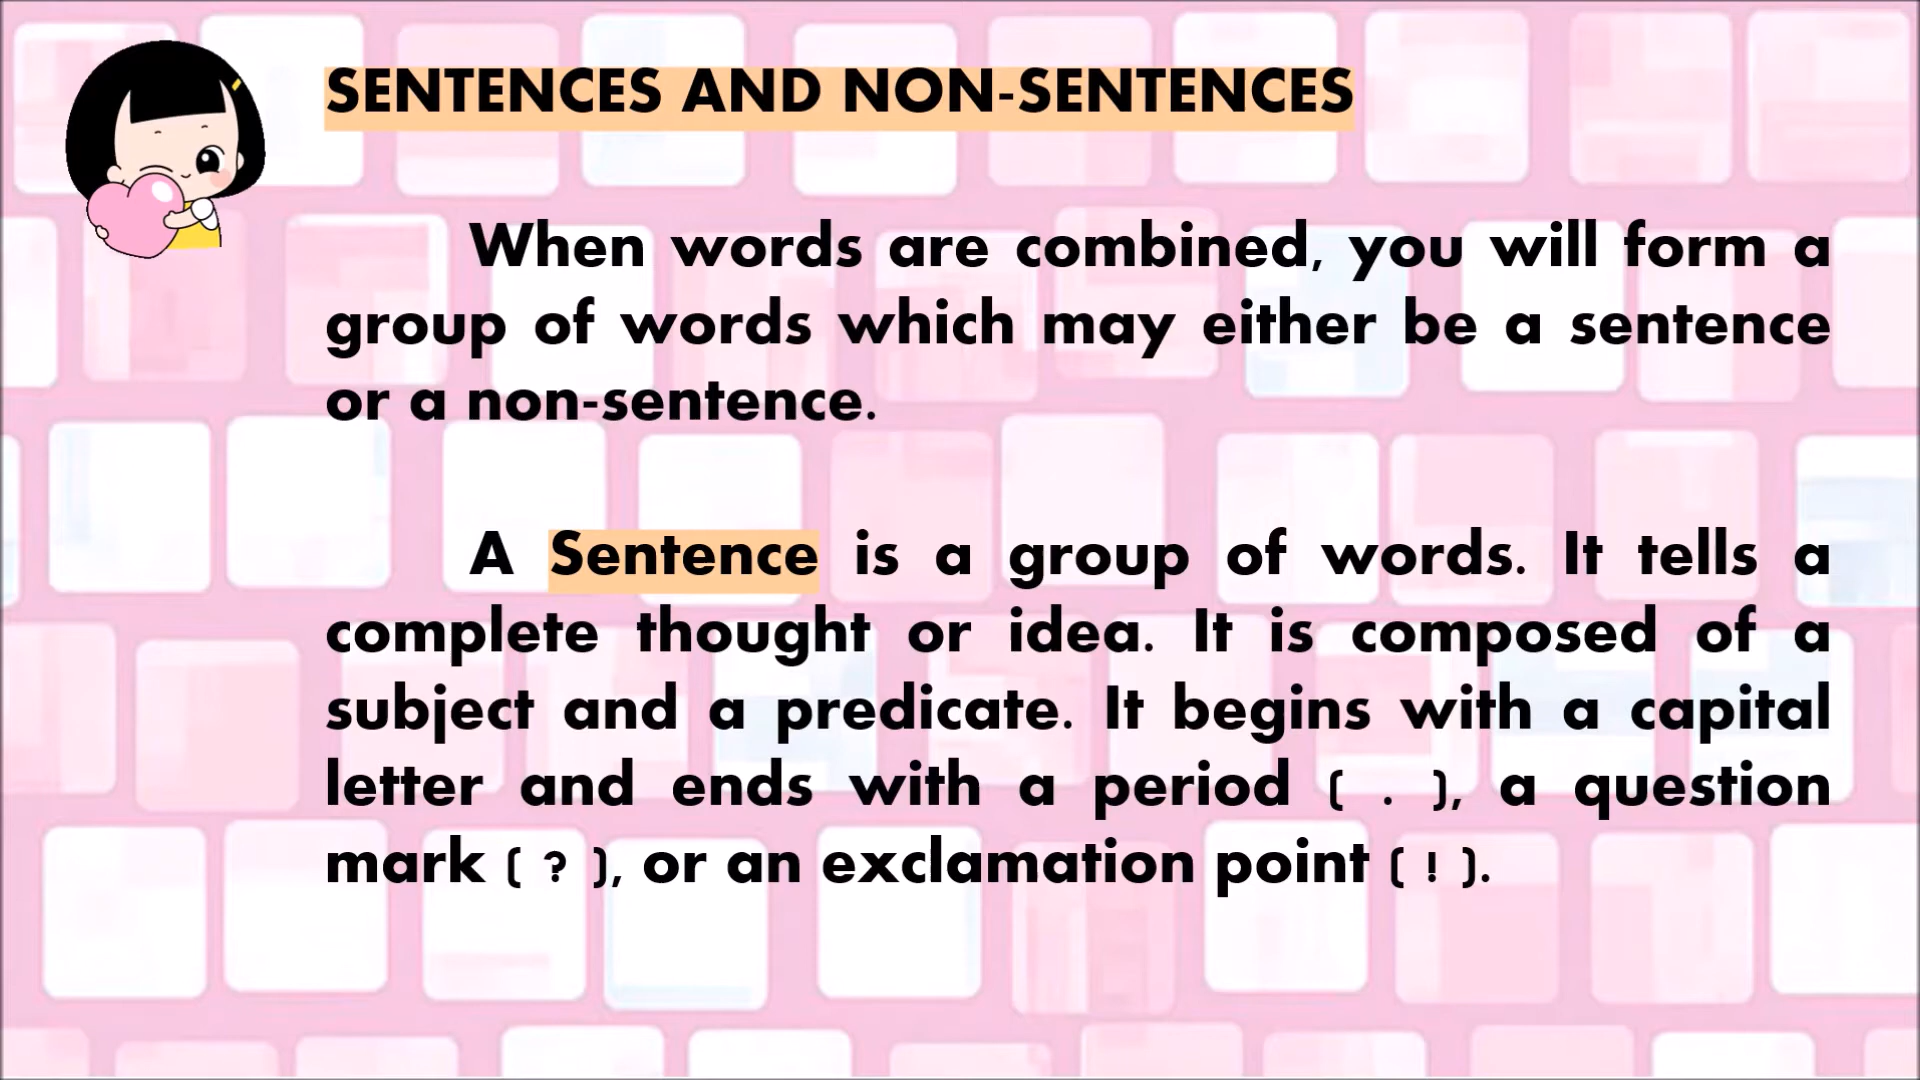 SENTENCES AND NON-SENTENCES
When words are combined, you will form a
group of words which may either be a sentence
or a non-sentence.
A Sentence is a group of words. It tells a
complete thought or idea. It is composed of a
subject and a predicate. It begins with a capital
letter and ends with a period ( . ), a question
mark ( ? ), or an exclamation point ( ! ).